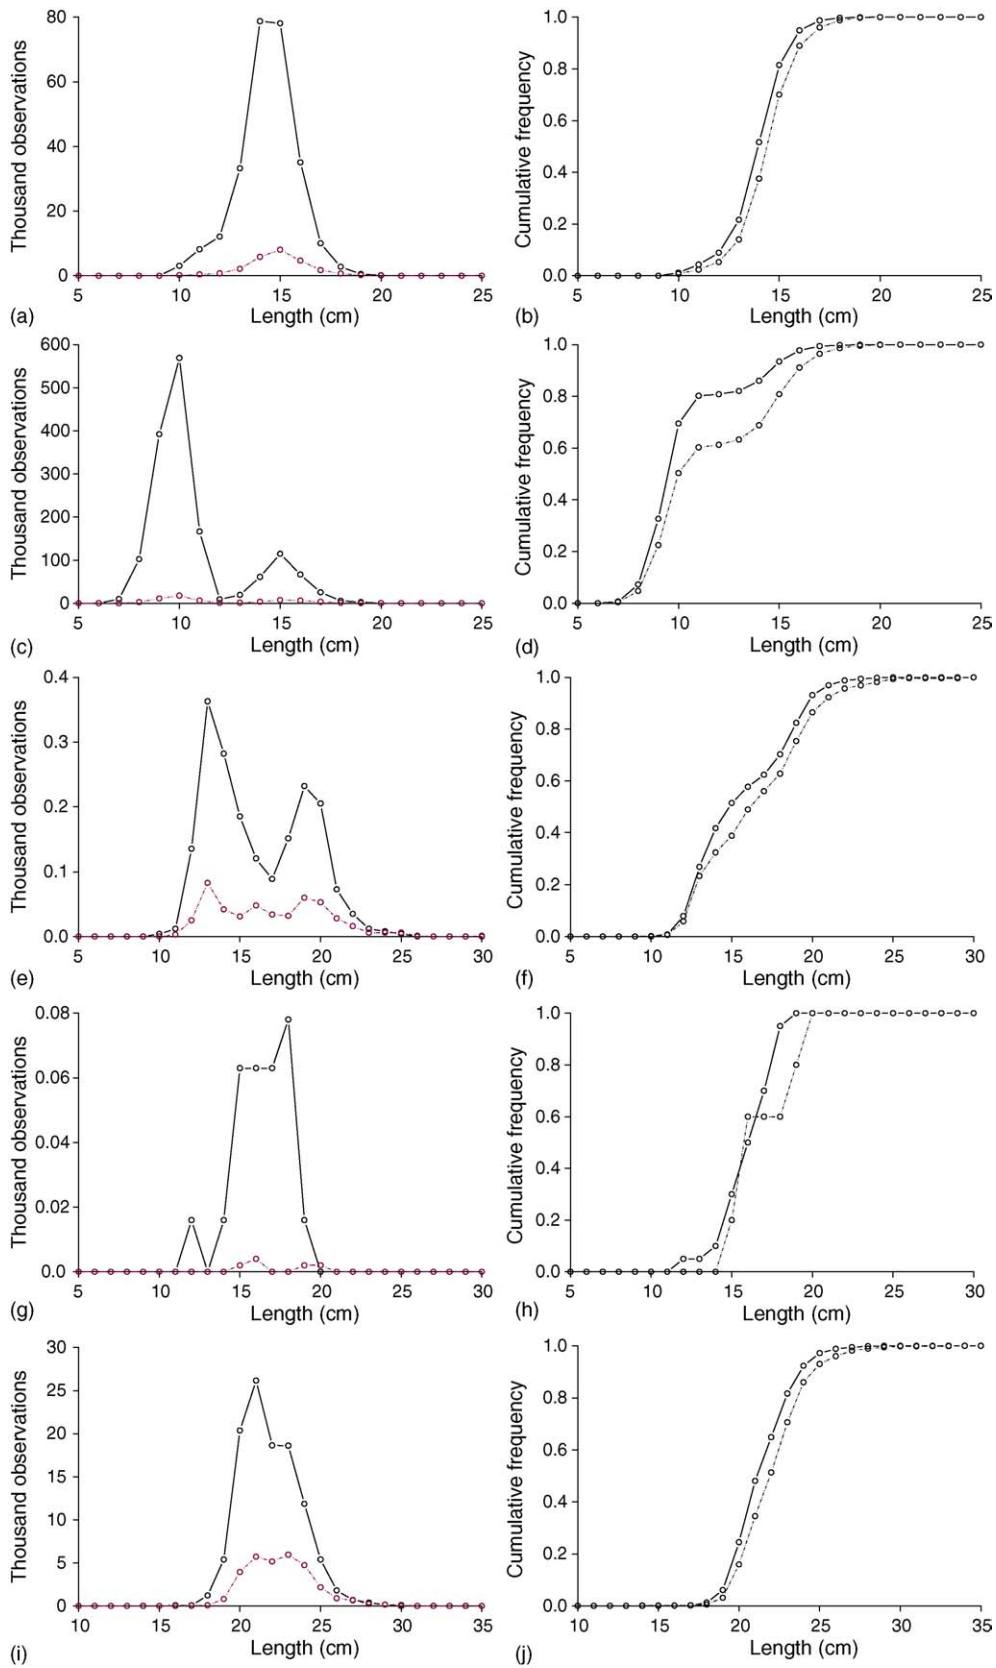 Thousand observations
80
60
40
20
0
5 10 15 20 25
Length (cm)
(a)
Cumulative frequency
1.0
0.8
0.6
0.4
0.2
0.0
5 10 15 20 25
Length (cm)
(b)
Thousand observations
600
500
400
300
200
100
0
5 10 15 20 25
Length (cm)
(c)
Cumulative frequency
1.0
0.8
0.6
0.4
0.2
0.0
5 10 15 20 25
Length (cm)
(d)
Thousand observations
0.4
0.3
0.2
0.1
0.0
5 10 15 20 25 30
Length (cm)
(e)
Cumulative frequency
1.0
0.8
0.6
0.4
0.2
0.0
5 10 15 20 25 30
Length (cm)
(f)
Thousand observations
0.08
0.06
0.04
0.02
0.0
5 10 15 20 25 30
Length (cm)
(g)
Cumulative frequency
1.0
0.8
0.6
0.4
0.2
0.0
5 10 15 20 25 30
Length (cm)
(h)
Thousand observations
30
25
20
15
10
5
0
10 15 20 25 30 35
Length (cm)
(i)
Cumulative frequency
1.0
0.8
0.6
0.4
0.2
0.0
10 15 20 25 30 35
Length (cm)
(j)